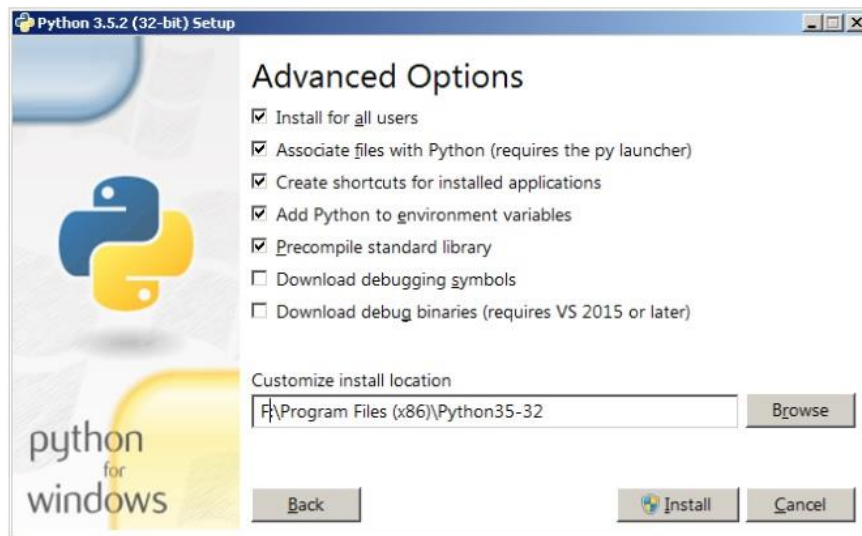 Python 3.5.2 (32-bit) Setup
Advanced Options
Install for all users
Associate files with Python (requires the py launcher)
Create shortcuts for installed applications
Add Python to environment variables
Precompile standard library
Download debugging symbols
Download debug binaries (requires VS 2015 or later)
Customize install location
F:\Program Files (x86)\Python35-32
Browse
python
for
windows
Back
Install
Cancel